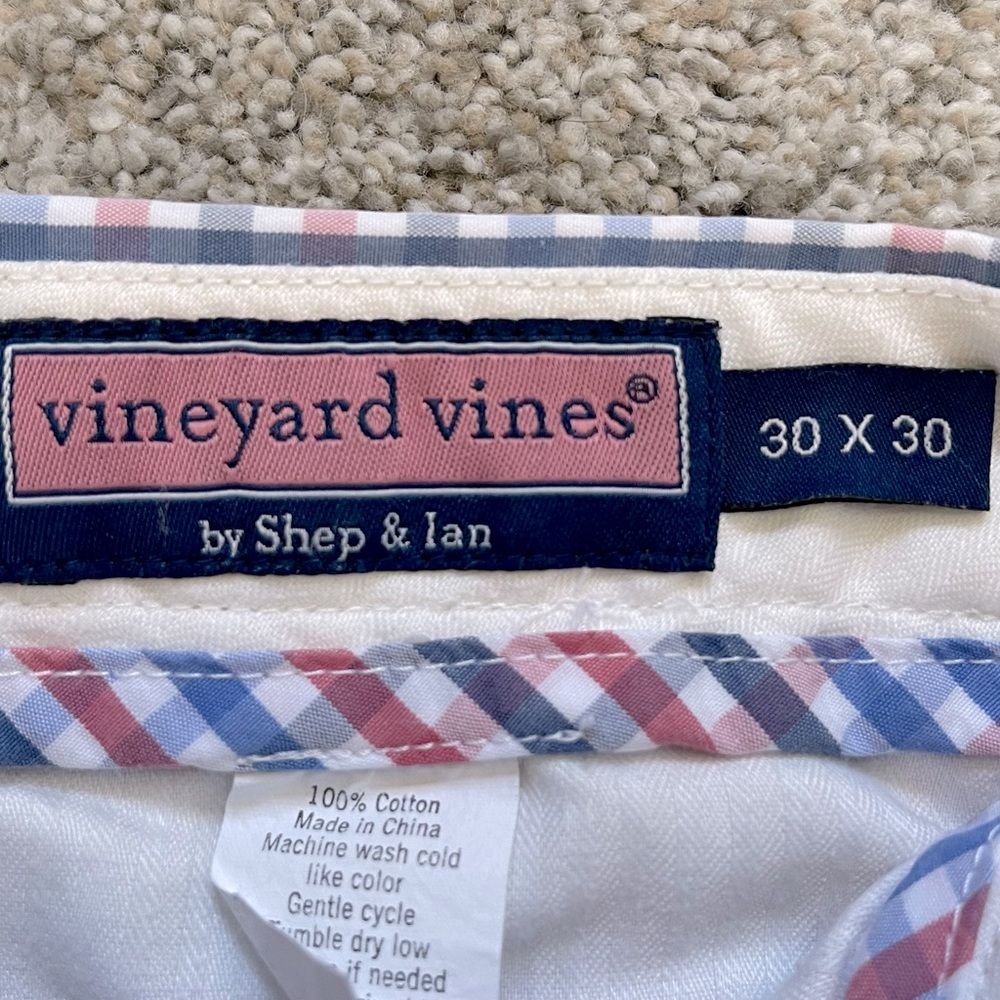 vineyard vines®
by Shep & Ian
30 X 30
100% Cotton
Made in China
Machine wash cold
like color
Gentle cycle
dry low
if needed